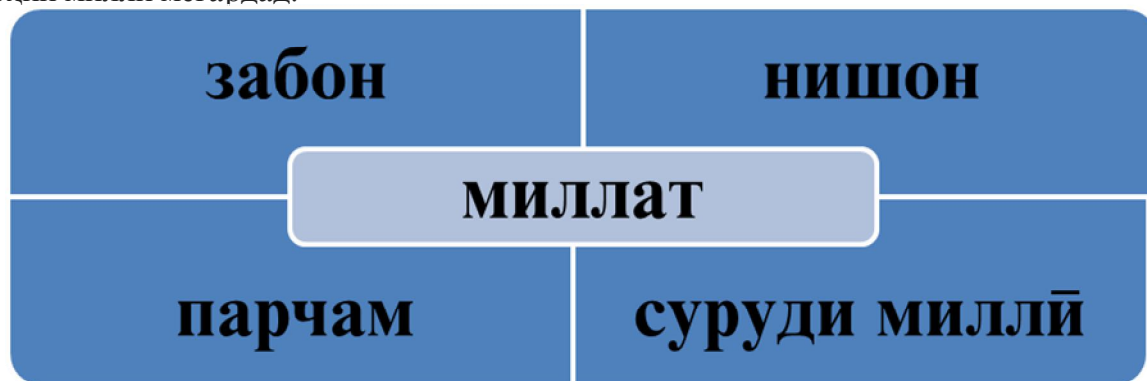 забон
нишон
миллат
парчам
суруди миллӣ